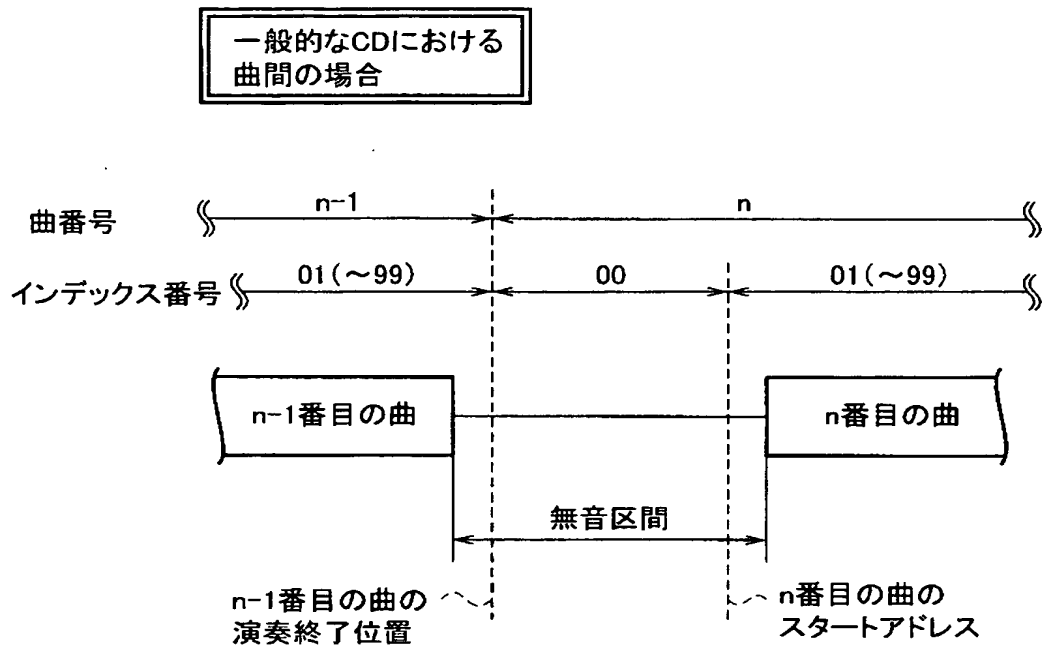 一般的なCDにおける
曲間の場合
曲番号 n-1 n
インデックス番号 01(～99) 00 01(～99)
n-1番目の曲 n番目の曲
無音区間
n-1番目の曲の
演奏終了位置
n番目の曲の
スタートアドレス